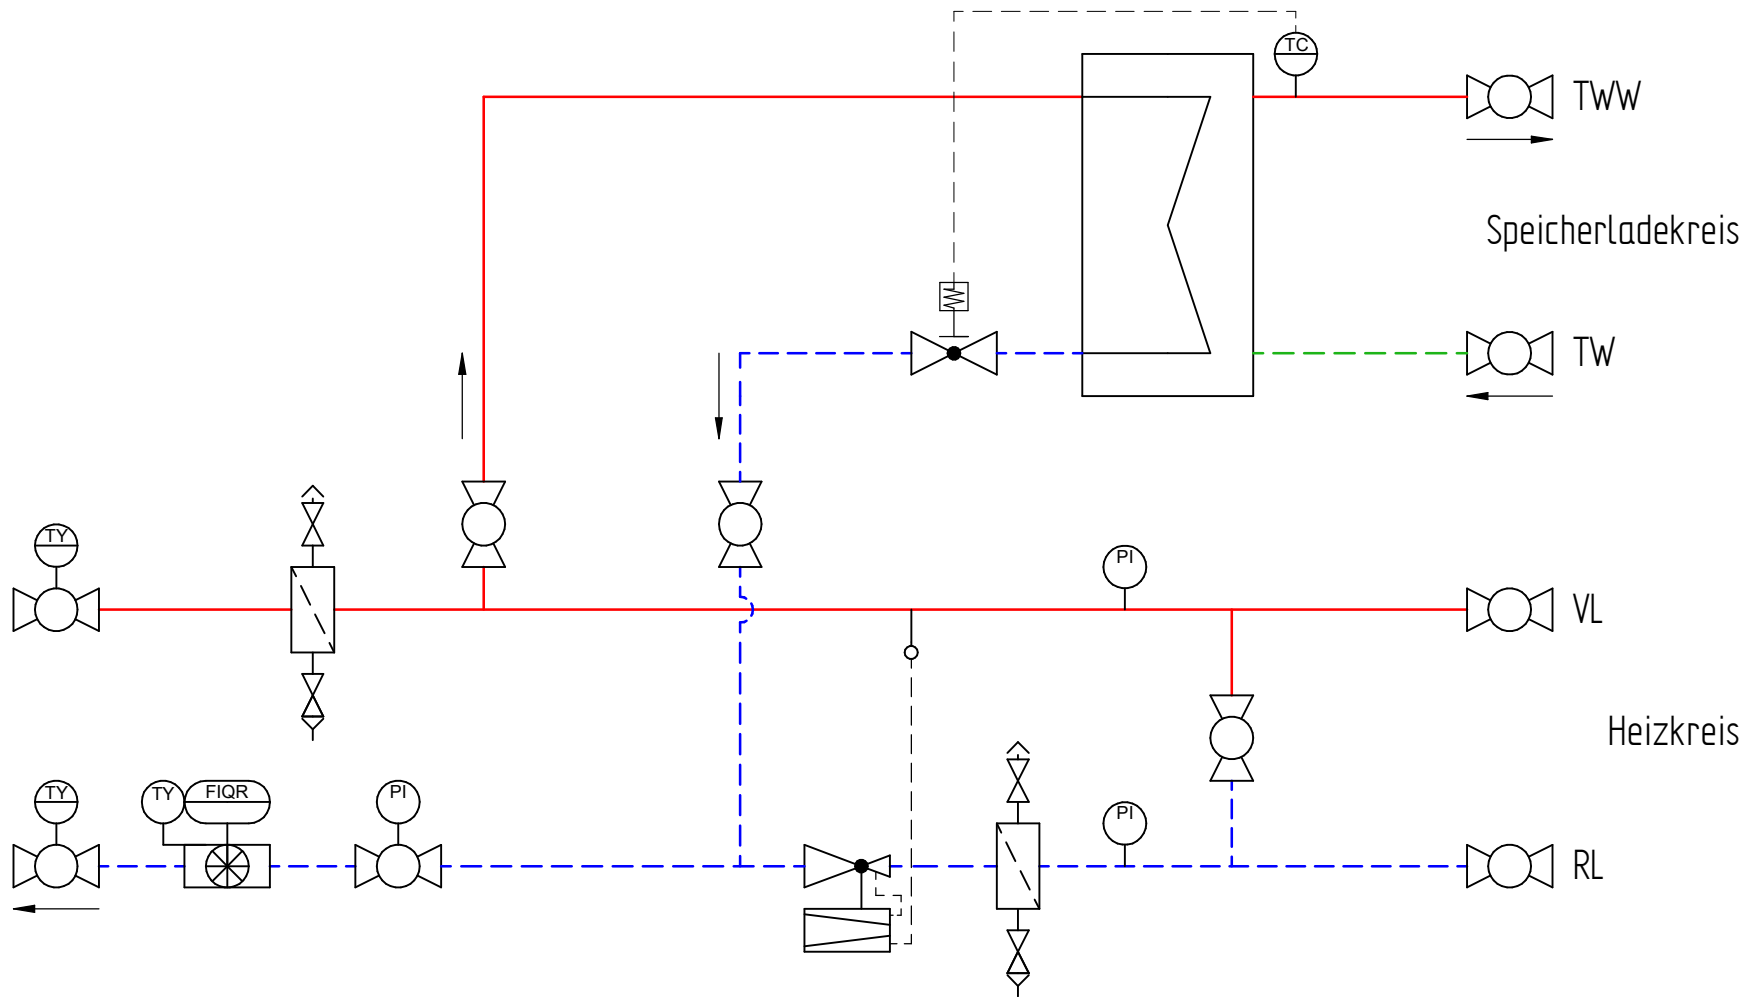 TC
TWW
Speicherladekreis
TW
TY
PI
VL
Heizkreis
TY
TY
FIQR
PI
PI
RL